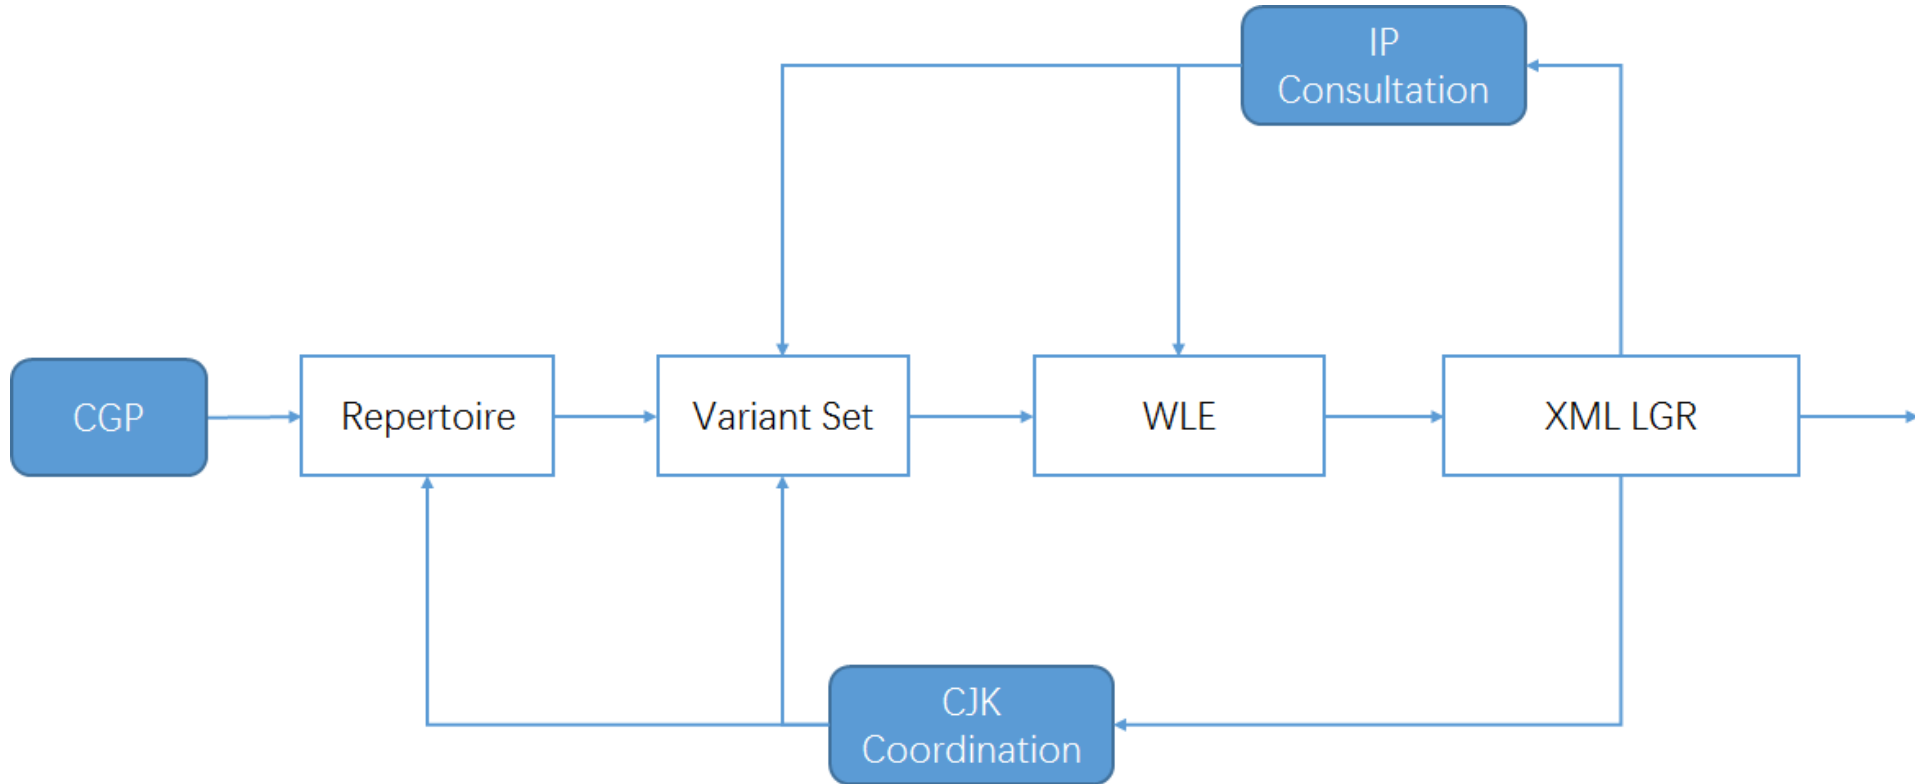 IP
Consultation
CGP
Repertoire
Variant Set
WLE
XML LGR
CJK
Coordination